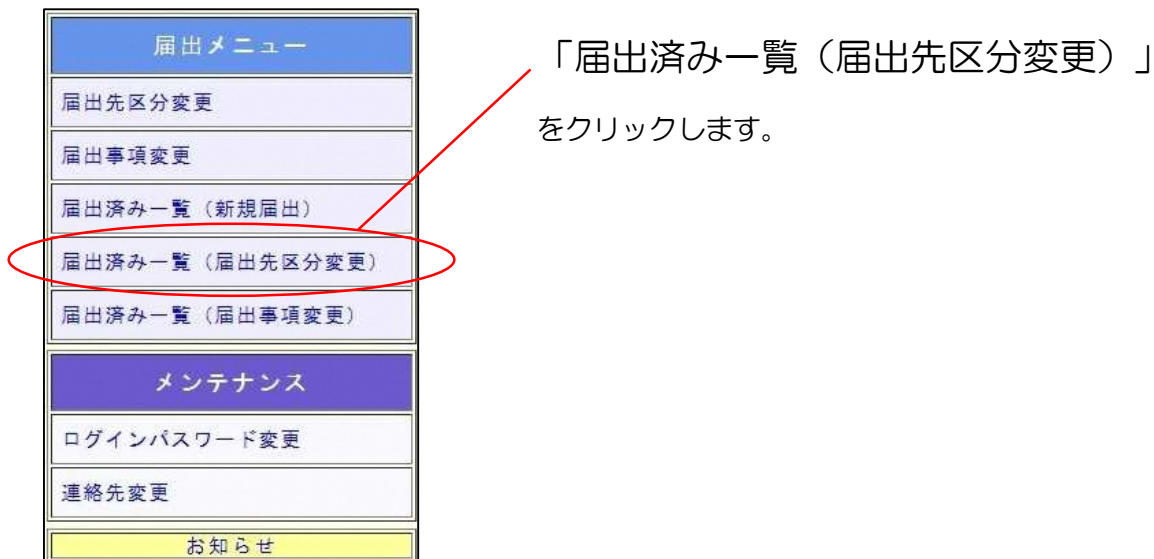 届出メニュー
届出先区分変更
届出事項変更
届出済み一覧（新規届出）
届出済み一覧（届出先区分変更）
届出済み一覧（届出事項変更）
メンテナンス
ログインパスワード変更
連絡先変更
お知らせ
「届出済み一覧（届出先区分変更）」
をクリックします。